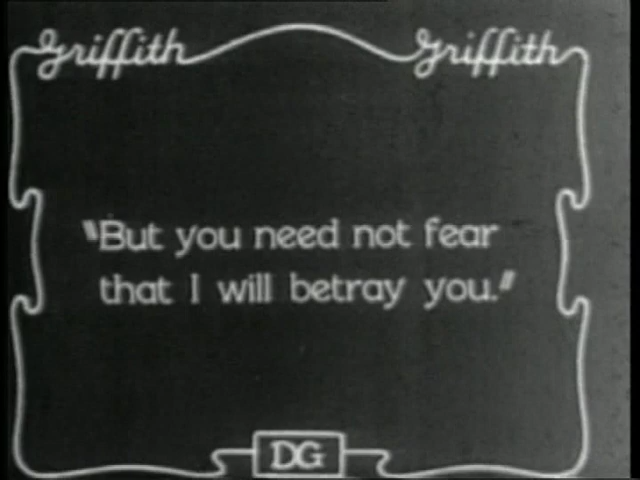 Griffith Griffith
"But you need not fear
that I will betray you."
DG